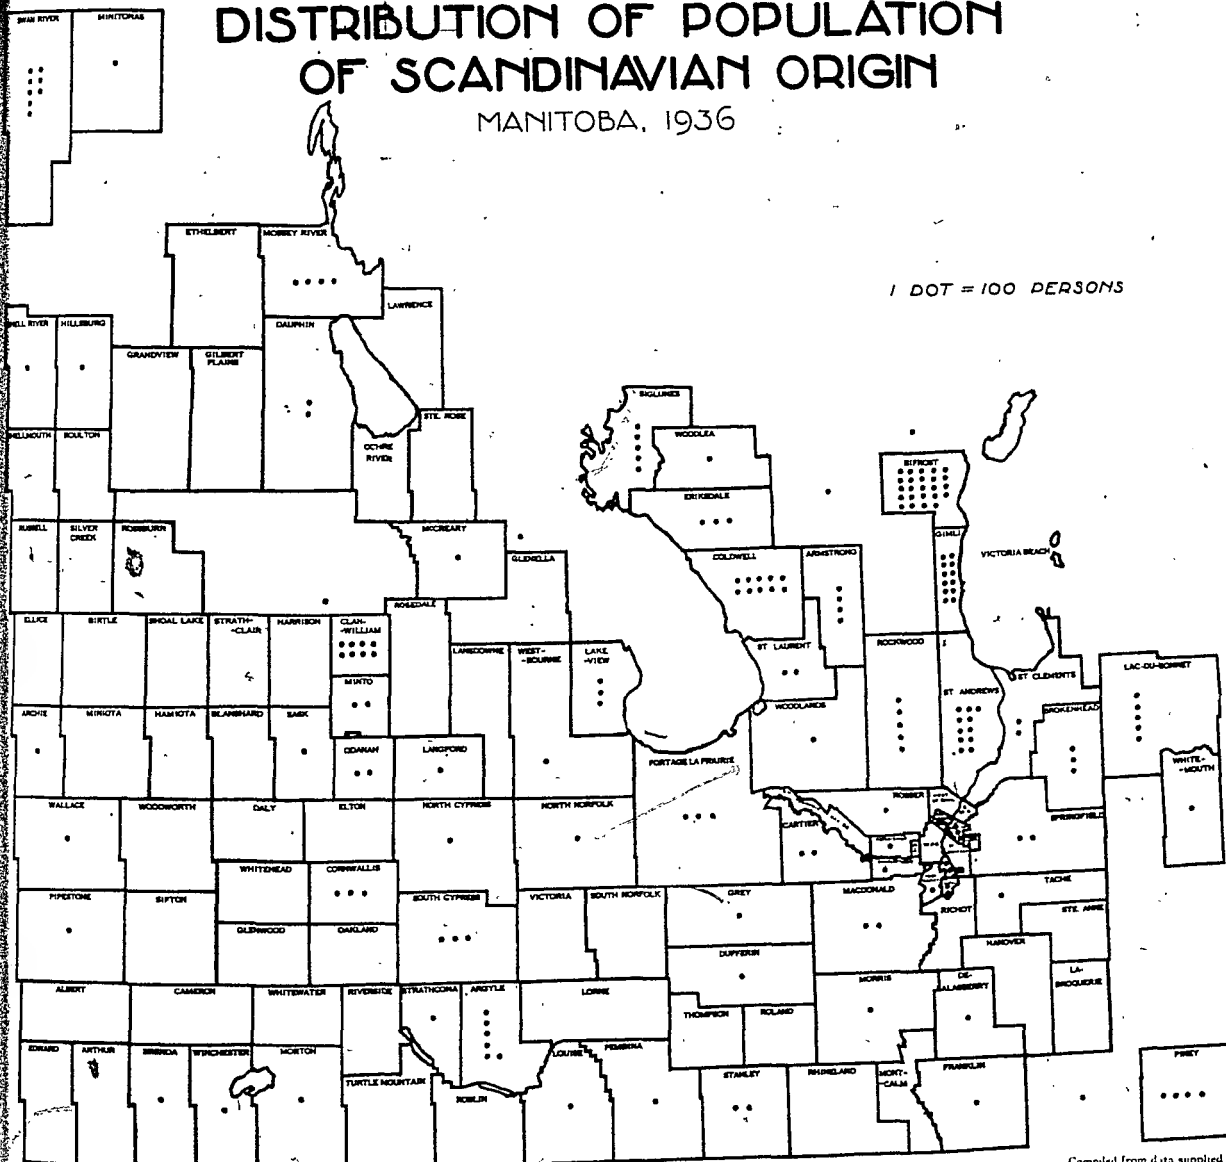 DISTRIBUTION OF POPULATION
OF SCANDINAVIAN ORIGIN
MANITOBA, 1936
1 DOT = 100 PERSONS
SWAN RIVER
MINITONAS
ETHELBERT
MOSSEY RIVER
LAWRENCE
RIVER
HILLSBURG
DAUPHIN
GRANDVIEW
GILBERT
PLAINS
STE. ROSE
BOULTON
OCHRE
RIVER
SIGLUNES
WOODLEA
ERIKSDALE
BIFROST
GIMLI
VICTORIA BEACH
RUSSELL
SILVER
CREEK
ROSSBURN
MCCREARY
GLENELLA
COLDWELL
ARMSTRONG
ROSEDALE
ELLICE
BIRTLE
SHOAL LAKE
STRATH-
-CLAIR
HARRISON
CLAN-
-WILLIAM
LANSDOWNE
WEST-
-BOURNE
LAKE
-VIEW
ST LAURENT
ROCKWOOD
ST CLEMENTS
LAC-DU-BONNET
MINTO
ST ANDREWS
ARCHIE
MINIOTA
HAMIOTA
BLANSHARD
SASK
WOODLANDS
BROKENHEAD
ODANAH
LANGFORD
PORTAGE LA PRAIRIE
WHITE-
-MOUTH
WALLACE
WOODWORTH
DALY
ELTON
NORTH CYPRESS
NORTH NORFOLK
ROSSER
CARTIER
SPRINGFIELD
WHITEHEAD
CORNWALLIS
PIPESTONE
SIFTON
SOUTH CYPRESS
VICTORIA
SOUTH NORFOLK
GREY
MACDONALD
TACHE
RICHOT
STE. ANNE
GLENWOOD
OAKLAND
HANOVER
DUFFERIN
ALBERT
CAMERON
WHITEWATER
RIVERSIDE
STRATHCONA
ARGYLE
LORNE
MORRIS
DE-
SALABERRY
LA-
BROQUERIE
THOMPSON
ROLAND
EDWARD
ARTHUR
BRENDA
WINCHESTER
MORTON
LOUISE
PEMBINA
TURTLE MOUNTAIN
ROBLIN
STANLEY
RHINELAND
MONT-
-CALM
FRANKLIN
PINEY
Compiled from data supplied